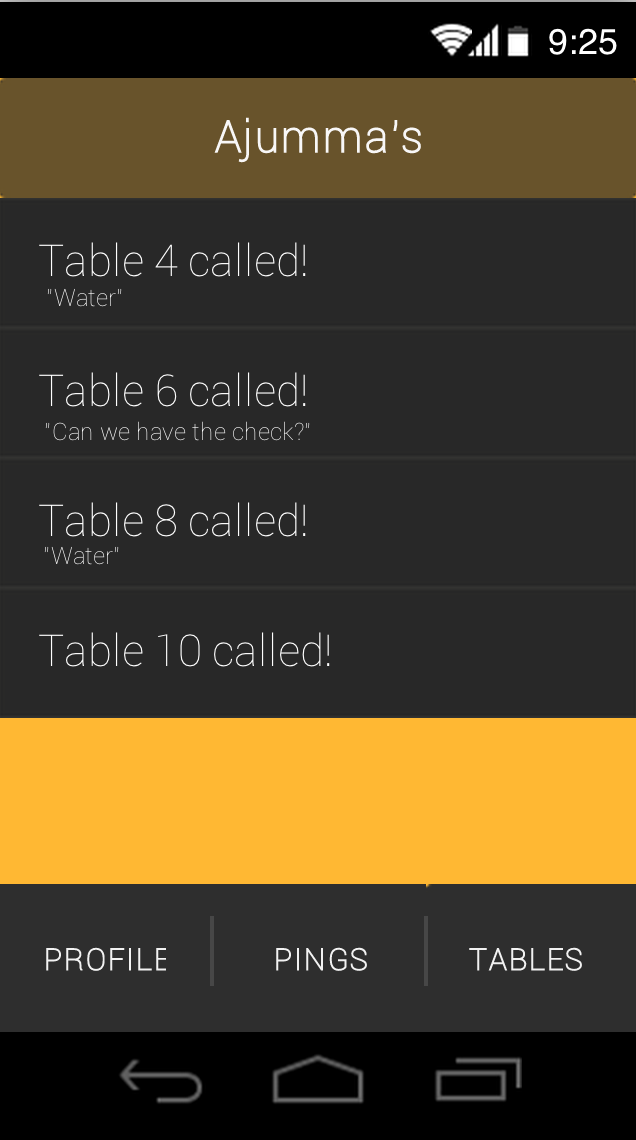 9:25
Ajumma's
Table 4 called!
"Water"
Table 6 called!
"Can we have the check?"
Table 8 called!
"Water"
Table 10 called!
PROFILE
PINGS
TABLES